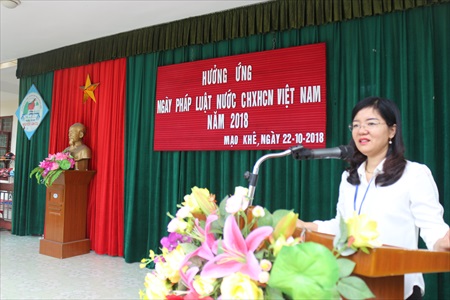 HƯỞNG ỨNG
NGÀY PHÁP LUẬT NƯỚC CHXHCN VIỆT NAM
NĂM 2018
MẠO KHÊ, NGÀY 22-10-2018